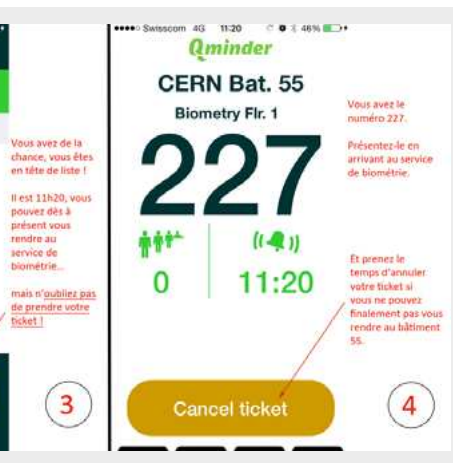 Swisscom 4G 11:20 46%
Qminder
CERN Bat. 55
Biometry Flr. 1
227
0
11:20
Cancel ticket
Vous avez de la
chance, vous êtes
en tête de liste !
Il est 11h20, vous
pouvez dès à
présent vous
rendre au
service de
biométrie...
mais n'oubliez pas
de prendre votre
ticket !
3
Vous avez le
numéro 227.
Présentez-le en
arrivant au service
de biométrie.
Et prenez le
temps d'annuler
votre ticket si
vous ne pouvez
finalement pas vous
rendre au bâtiment
55.
4